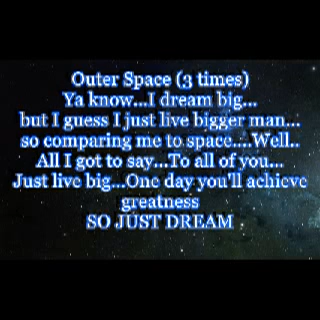 Outer Space (3 times)
Ya know...I dream big...
but I guess I just live bigger man...
so comparing me to space....Well..
All I got to say...To all of you...
Just live big...One day you'll achieve
greatness
SO JUST DREAM